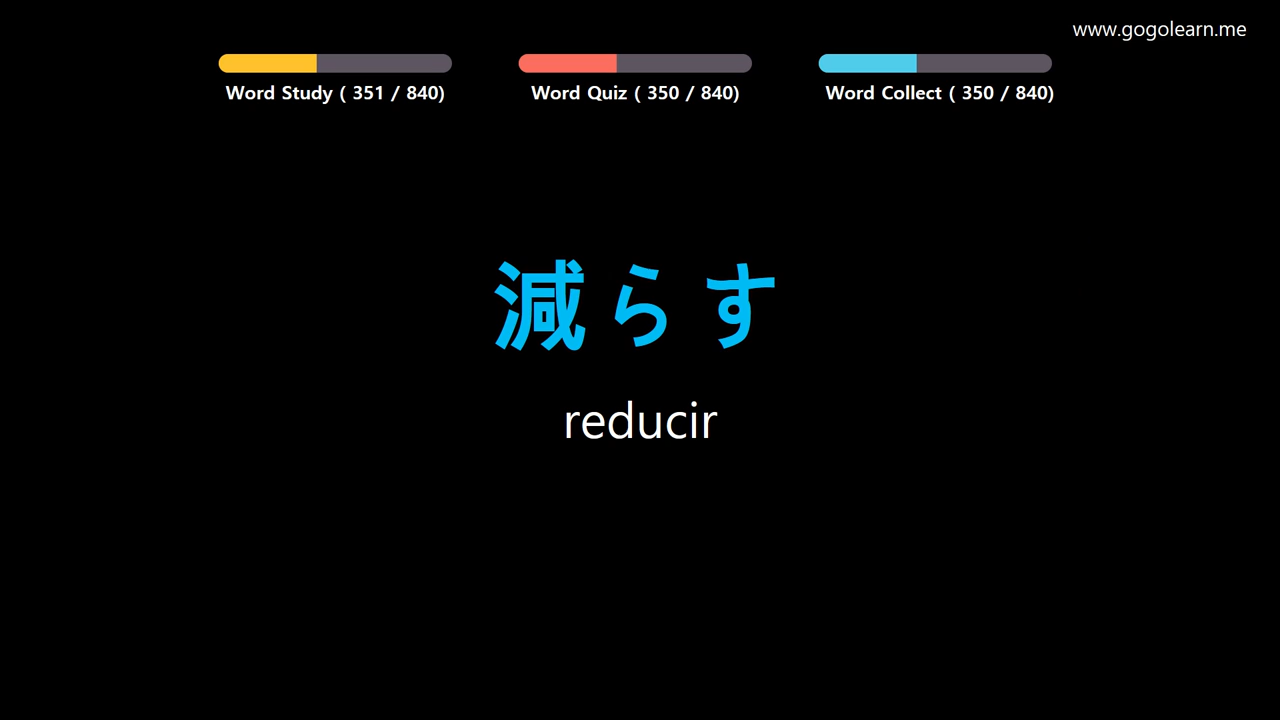 www.gogolearn.me
Word Study ( 351 / 840)
Word Quiz ( 350 / 840)
Word Collect ( 350 / 840)
減らす
reducir